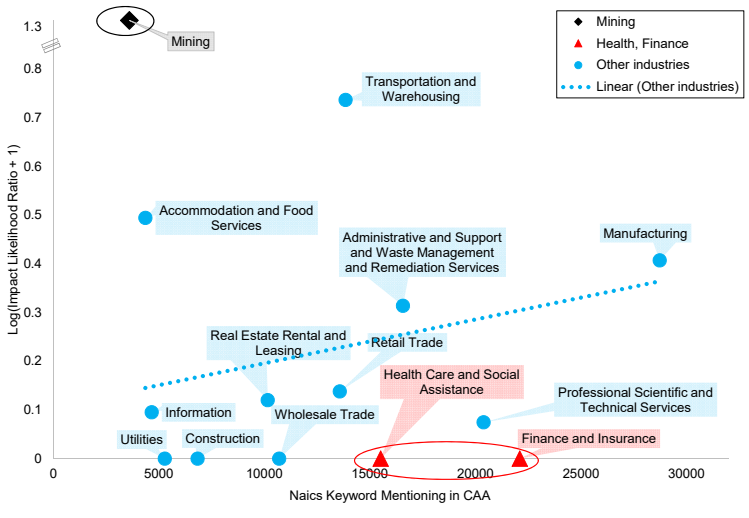 1.3
Mining
Mining
Health, Finance
Other industries
Linear (Other industries)
0.8
Transportation and
Warehousing
0.7
0.6
Log(Impact Likelihood Ratio + 1)
0.5
Accommodation and Food
Services
Manufacturing
Administrative and Support
and Waste Management
and Remediation Services
0.4
0.3
Real Estate Rental and
Leasing
Retail Trade
0.2
Health Care and Social
Assistance
Professional Scientific and
Technical Services
0.1
Information
Wholesale Trade
Utilities
Construction
Finance and Insurance
0
0
5000
10000
15000
20000
25000
30000
Naics Keyword Mentioning in CAA